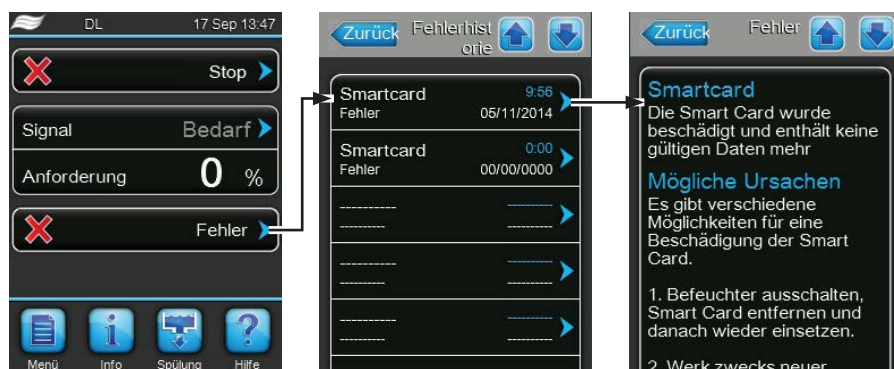 DL 17 Sep 13:47
Stop
Signal Bedarf
Anforderung 0 %
Fehler
Menü Info Spülung Hilfe
Zurück Fehlerhist
orie
Smartcard 9:56
Fehler 05/11/2014
Smartcard 0:00
Fehler 00/00/0000
---------- ----------
---------- ----------
---------- ----------
---------- ----------
---------- ----------
---------- ----------
Zurück Fehler
Smartcard
Die Smart Card wurde
beschädigt und enthält keine
gültigen Daten mehr
Mögliche Ursachen
Es gibt verschiedene
Möglichkeiten für eine
Beschädigung der Smart
Card.
1. Befeuchter ausschalten,
Smart Card entfernen und
danach wieder einsetzen.
2. Werk zwecks neuer